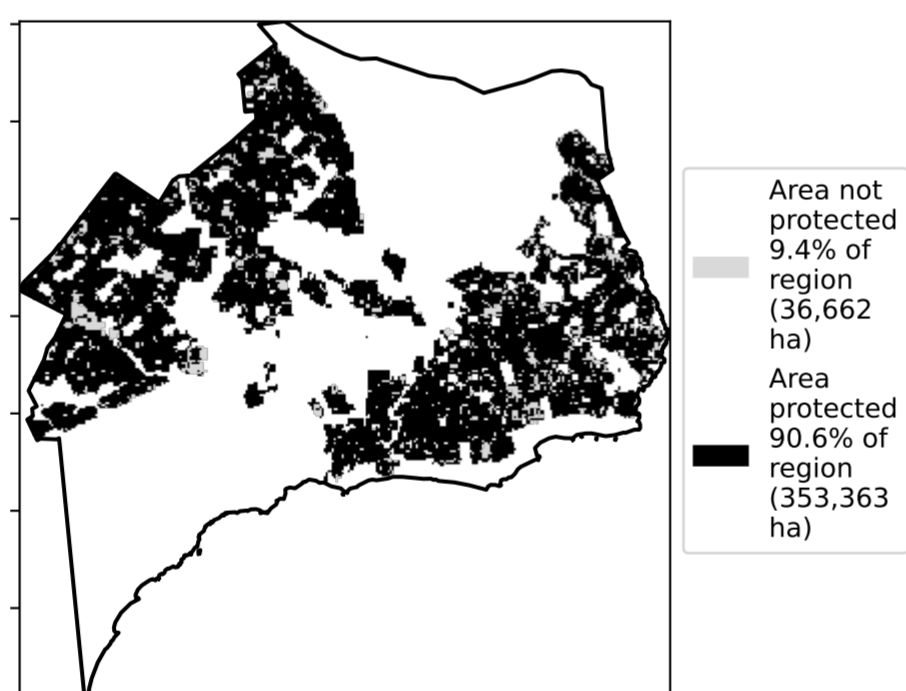 Area not
protected
9.4% of
region
(36,662
ha)
Area
protected
90.6% of
region
(353,363
ha)